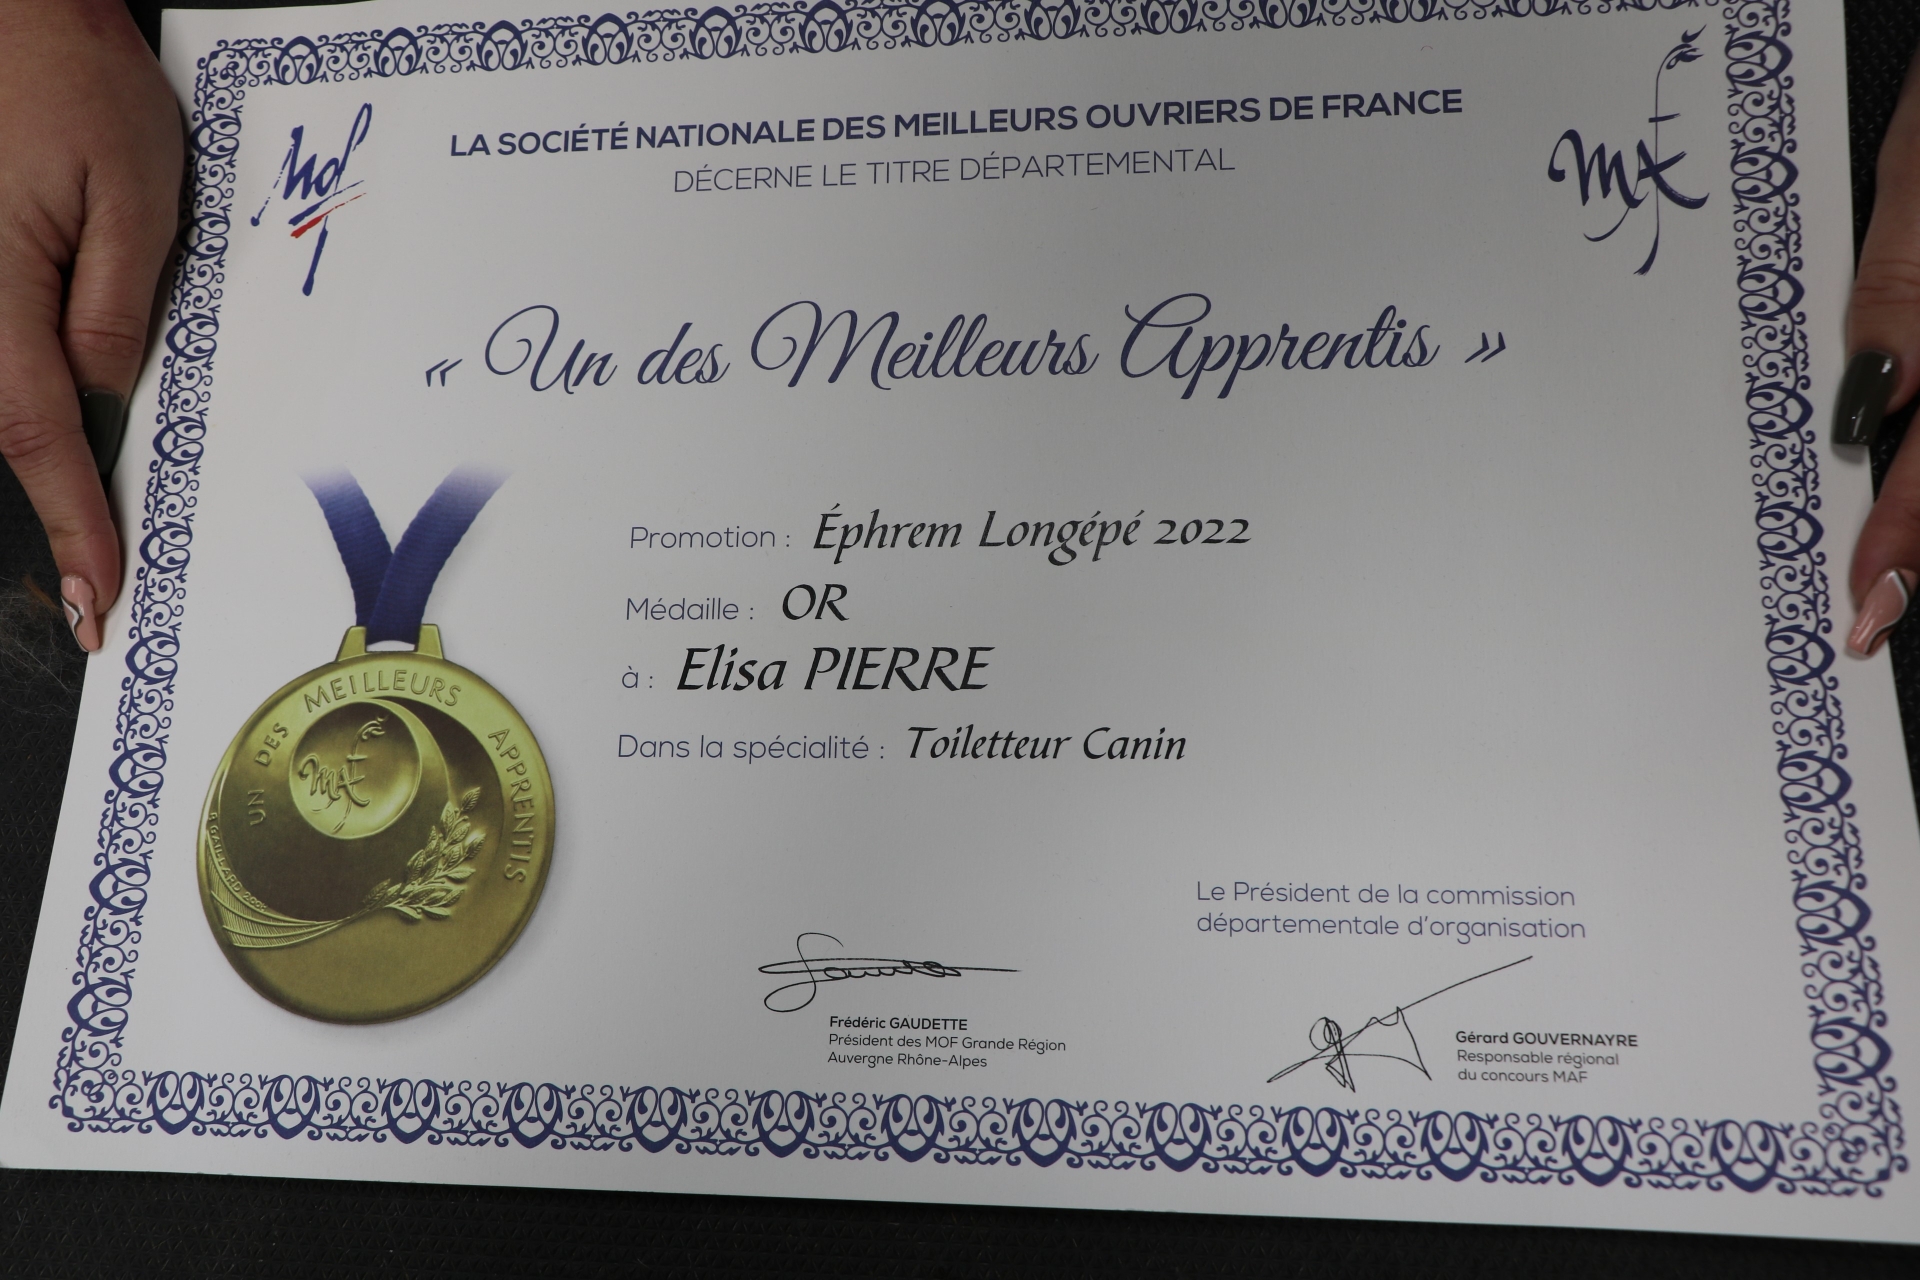 LA SOCIÉTÉ NATIONALE DES MEILLEURS OUVRIERS DE FRANCE
DÉCERNE LE TITRE DÉPARTEMENTAL
mof
MAF
« Un des Meilleurs Apprentis »
Promotion : Éphrem Longépé 2022
Médaille : OR
à : Elisa PIERRE
Dans la spécialité : Toiletteur Canin
UN DES MEILLEURS APPRENTIS
MAF
Le Président de la commission
départementale d'organisation
Frédéric GAUDETTE
Président des MOF Grande Région
Auvergne Rhône-Alpes
Gérard GOUVERNAYRE
Responsable régional
du concours MAF